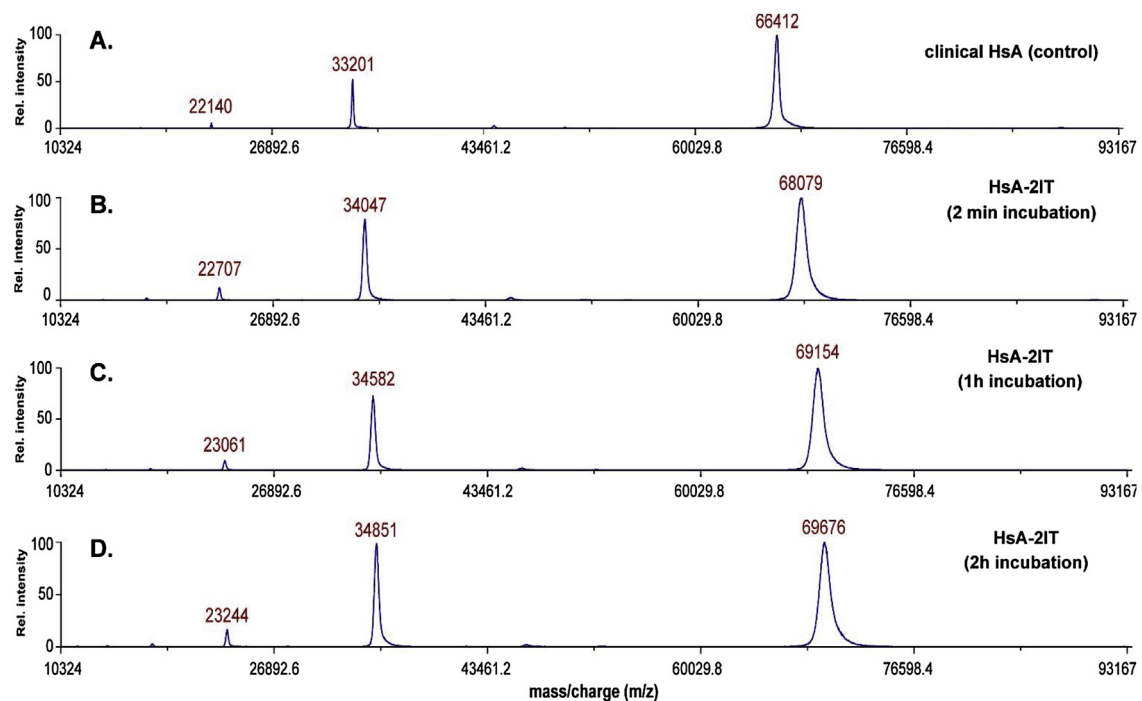 A.
clinical HsA (control)
Rel. intensity
100
50
0
22140
33201
66412
10324 26892.6 43461.2 60029.8 76598.4 93167
B.
HsA-2IT
(2 min incubation)
Rel. intensity
100
50
0
22707
34047
68079
10324 26892.6 43461.2 60029.8 76598.4 93167
C.
HsA-2IT
(1h incubation)
Rel. intensity
100
50
0
23061
34582
69154
10324 26892.6 43461.2 60029.8 76598.4 93167
D.
HsA-2IT
(2h incubation)
Rel. intensity
100
50
0
23244
34851
69676
10324 26892.6 43461.2 60029.8 76598.4 93167
mass/charge (m/z)